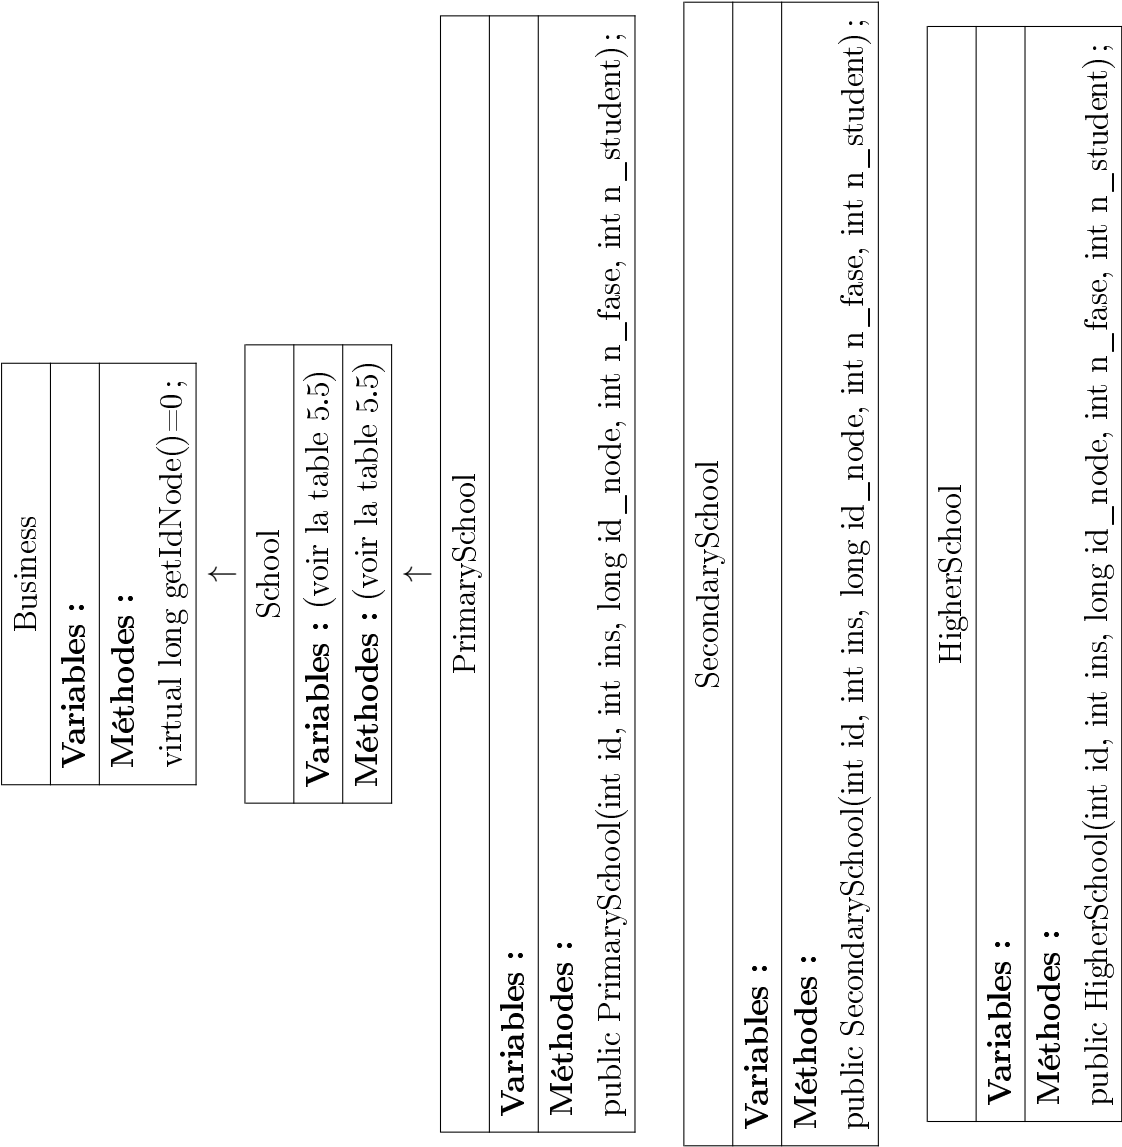 Business
Variables :
Méthodes :
virtual long getIdNode()=0;
↑
School
Variables : (voir la table 5.5)
Méthodes : (voir la table 5.5)
↑
PrimarySchool
Variables :
Méthodes :
public PrimarySchool(int id, int ins, long id_node, int n_fase, int n_student);
SecondarySchool
Variables :
Méthodes :
public SecondarySchool(int id, int ins, long id_node, int n_fase, int n_student);
HigherSchool
Variables :
Méthodes :
public HigherSchool(int id, int ins, long id_node, int n_fase, int n_student);